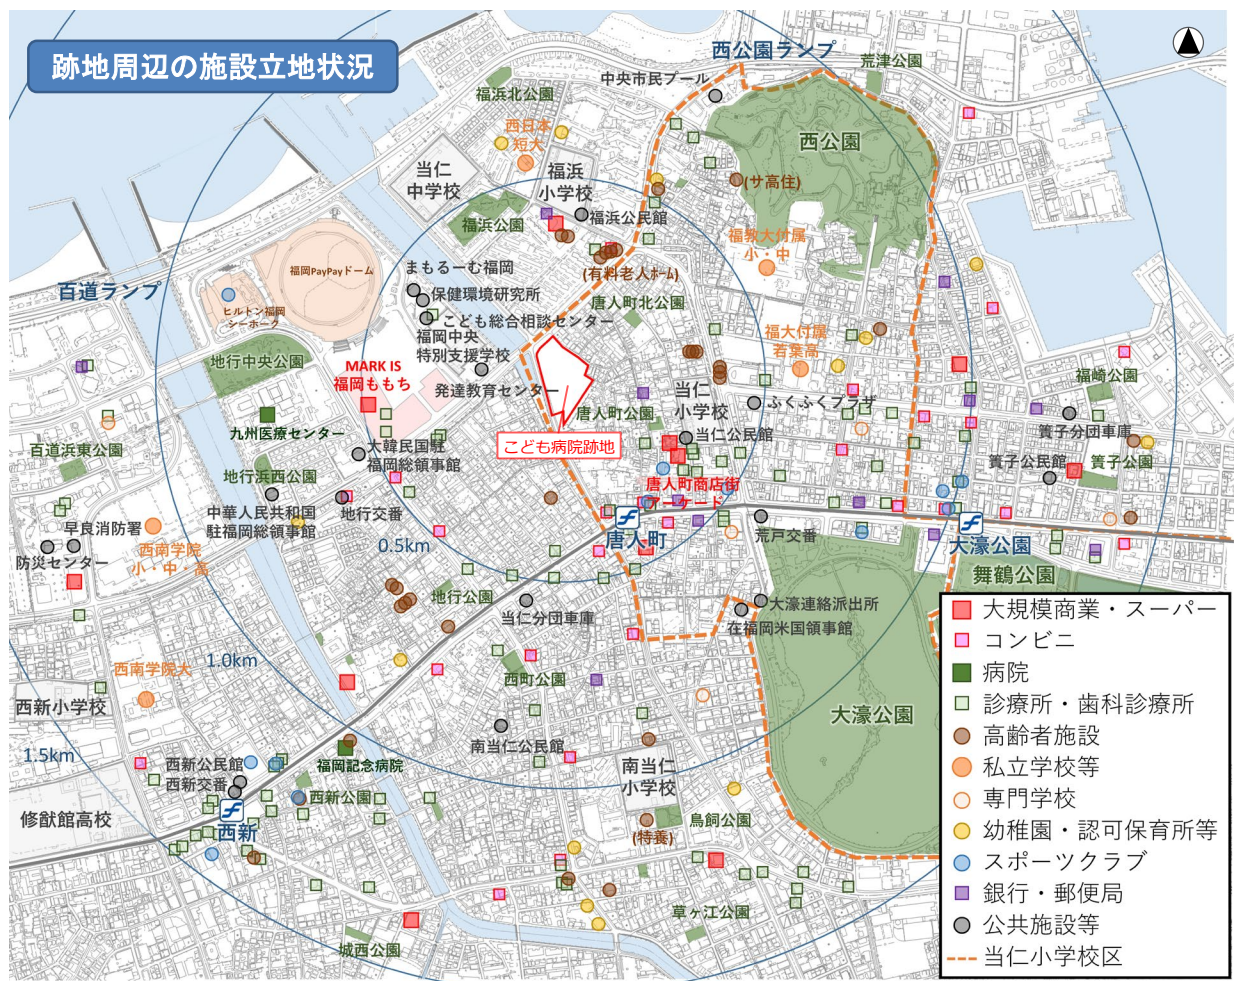 跡地周辺の施設立地状況
西公園ランプ
中央市民プール
荒津公園
福浜北公園
西日本
短大
西公園
当仁
中学校
福浜
小学校
(サ高住)
福浜公園
福浜公民館
福教大付属
小・中
(有料老人ﾎｰﾑ)
福岡PayPayドーム
まもるーむ福岡
百道ランプ
保健環境研究所
唐人町北公園
ヒルトン福岡
シーホーク
こども総合相談センター
福岡中央
特別支援学校
福大付属
若葉高
地行中央公園
MARK IS
福岡ももち
発達教育センター
当仁
小学校
福崎公園
唐人町公園
ふくふくプラザ
九州医療センター
当仁公民館
簀子分団車庫
百道浜東公園
大韓民国駐
福岡総領事館
こども病院跡地
簀子公民館
簀子公園
地行浜西公園
唐人町商店街
アーケード
中華人民共和国
駐福岡総領事館
地行交番
早良消防署
防災センター
西南学院
小・中・高
0.5km
唐人町
荒戸交番
大濠公園
舞鶴公園
地行公園
当仁分団車庫
大濠連絡派出所
在福岡米国領事館
1.0km
西南学院大
西町公園
西新小学校
大濠公園
1.5km
南当仁公民館
西新公民館
西新交番
福岡記念病院
南当仁
小学校
西新公園
修猷館高校
西新
鳥飼公園
(特養)
草ヶ江公園
城西公園
大規模商業・スーパー
コンビニ
病院
診療所・歯科診療所
高齢者施設
私立学校等
専門学校
幼稚園・認可保育所等
スポーツクラブ
銀行・郵便局
公共施設等
当仁小学校区